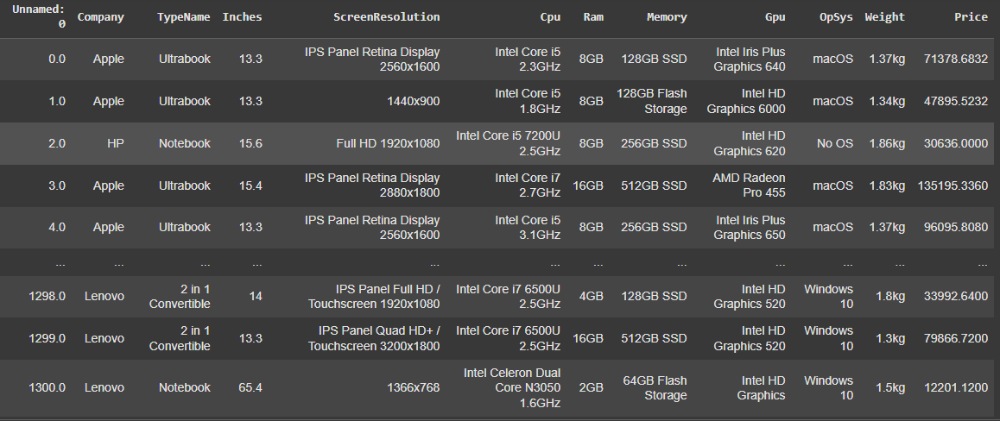 Unnamed: 0 Company TypeName Inches ScreenResolution Cpu Ram Memory Gpu OpSys Weight Price
0.0 Apple Ultrabook 13.3 IPS Panel Retina Display 2560x1600 Intel Core i5 2.3GHz 8GB 128GB SSD Intel Iris Plus Graphics 640 macOS 1.37kg 71378.6832
1.0 Apple Ultrabook 13.3 1440x900 Intel Core i5 1.8GHz 8GB 128GB Flash Storage Intel HD Graphics 6000 macOS 1.34kg 47895.5232
2.0 HP Notebook 15.6 Full HD 1920x1080 Intel Core i5 7200U 2.5GHz 8GB 256GB SSD Intel HD Graphics 620 No OS 1.86kg 30636.0000
3.0 Apple Ultrabook 15.4 IPS Panel Retina Display 2880x1800 Intel Core i7 2.7GHz 16GB 512GB SSD AMD Radeon Pro 455 macOS 1.83kg 135195.3360
4.0 Apple Ultrabook 13.3 IPS Panel Retina Display 2560x1600 Intel Core i5 3.1GHz 8GB 256GB SSD Intel Iris Plus Graphics 650 macOS 1.37kg 96095.8080
... ... ... ... ... ... ... ... ... ... ... ...
1298.0 Lenovo 2 in 1 Convertible 14 IPS Panel Full HD / Touchscreen 1920x1080 Intel Core i7 6500U 2.5GHz 4GB 128GB SSD Intel HD Graphics 520 Windows 10 1.8kg 33992.6400
1299.0 Lenovo 2 in 1 Convertible 13.3 IPS Panel Quad HD+ / Touchscreen 3200x1800 Intel Core i7 6500U 2.5GHz 16GB 512GB SSD Intel HD Graphics 520 Windows 10 1.3kg 79866.7200
1300.0 Lenovo Notebook 65.4 1366x768 Intel Celeron Dual Core N3050 1.6GHz 2GB 64GB Flash Storage Intel HD Graphics Windows 10 1.5kg 12201.1200